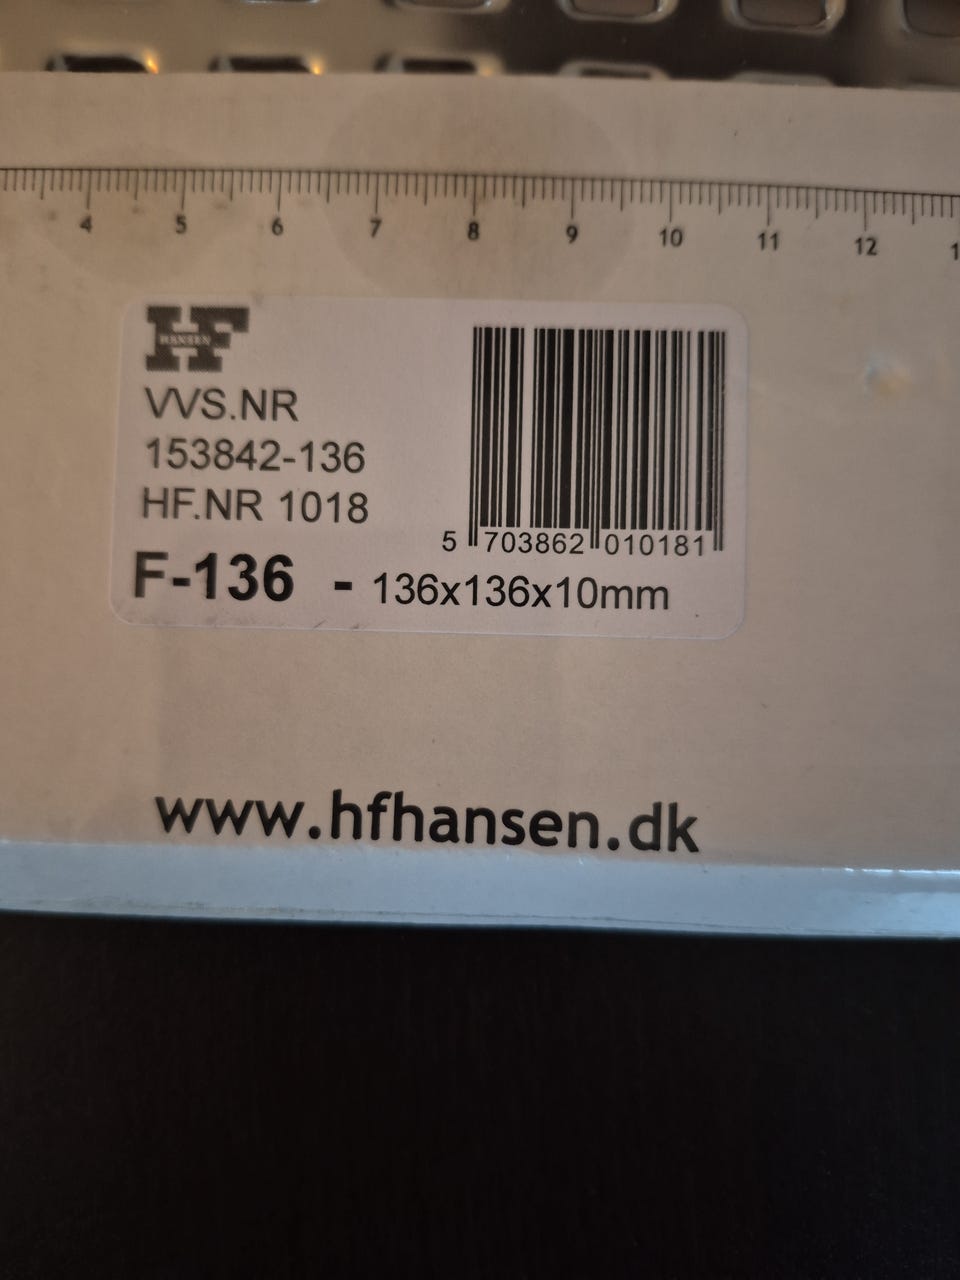 4 5 6 7 8 9 10 11 12
HF
HANSEN
VVS.NR
153842-136
HF.NR 1018
5 703862 010181
F-136 - 136x136x10mm
www.hfhansen.dk